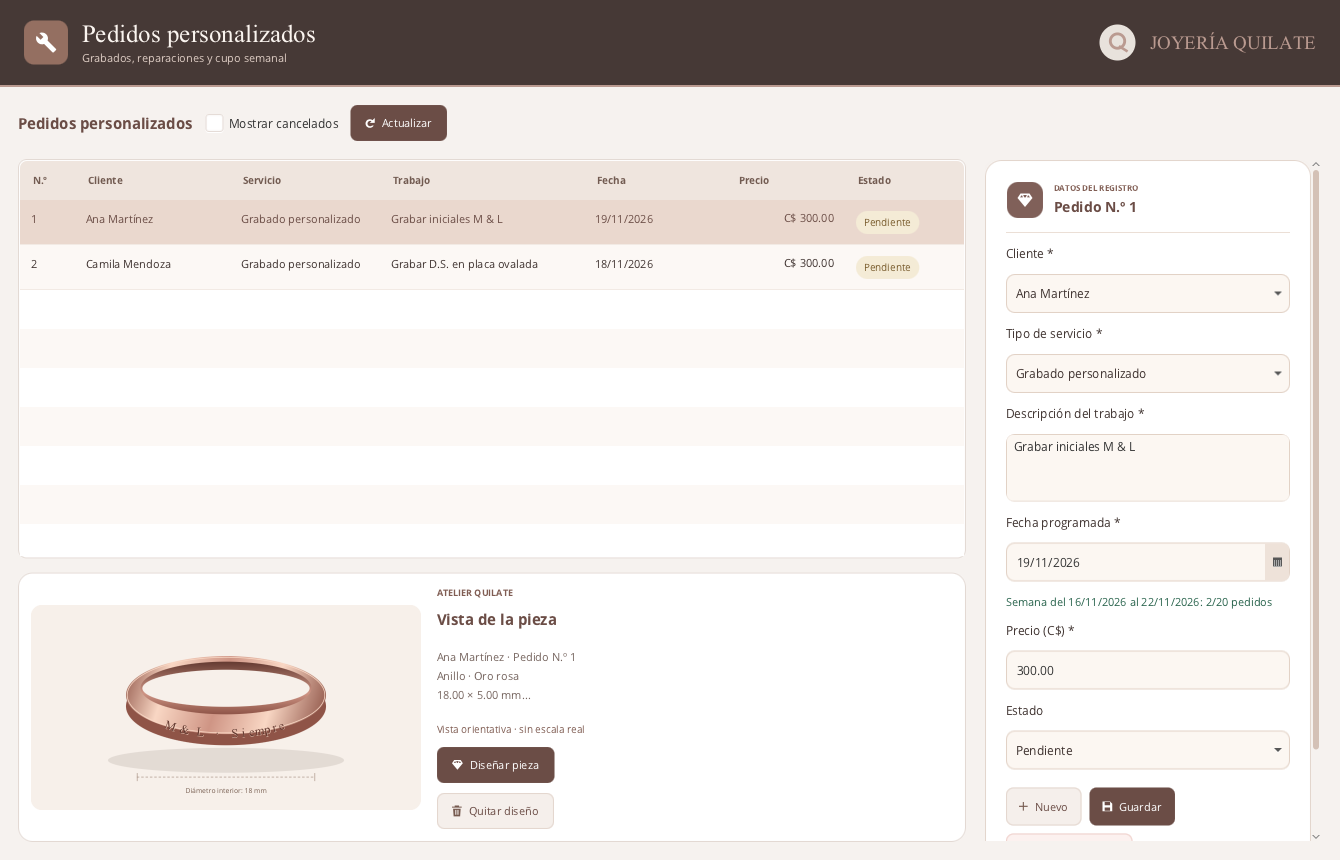 Pedidos personalizados
Grabados, reparaciones y cupo semanal
Q JOYERÍA QUILATE
Pedidos personalizados
Mostrar cancelados
Actualizar
N.º Cliente Servicio Trabajo Fecha Precio Estado
1 Ana Martínez Grabado personalizado Grabar iniciales M & L 19/11/2026 C$ 300.00 Pendiente
2 Camila Mendoza Grabado personalizado Grabar D.S. en placa ovalada 18/11/2026 C$ 300.00 Pendiente
M & L · Siempre
Diámetro interior: 18 mm
ATELIER QUILATE
Vista de la pieza
Ana Martínez · Pedido N.º 1
Anillo · Oro rosa
18.00 × 5.00 mm...
Vista orientativa · sin escala real
Diseñar pieza
Quitar diseño
DATOS DEL REGISTRO
Pedido N.º 1
Cliente *
Ana Martínez
Tipo de servicio *
Grabado personalizado
Descripción del trabajo *
Grabar iniciales M & L
Fecha programada *
19/11/2026
Semana del 16/11/2026 al 22/11/2026: 2/20 pedidos
Precio (C$) *
300.00
Estado
Pendiente
Nuevo
Guardar